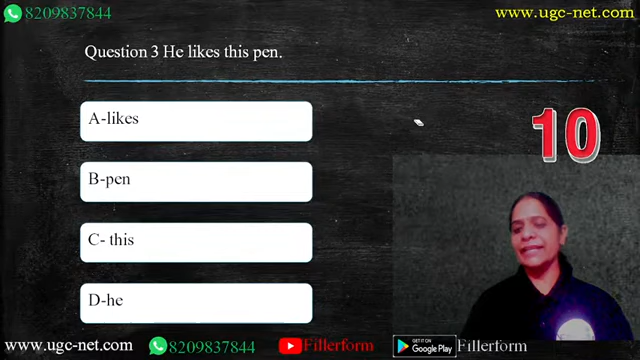 8209837844
www.ugc-net.com
Question 3 He likes this pen.
A-likes
10
B-pen
C- this
D-he
www.ugc-net.com
8209837844
Fillerform
GET IT ON
Google Play
Fillerform